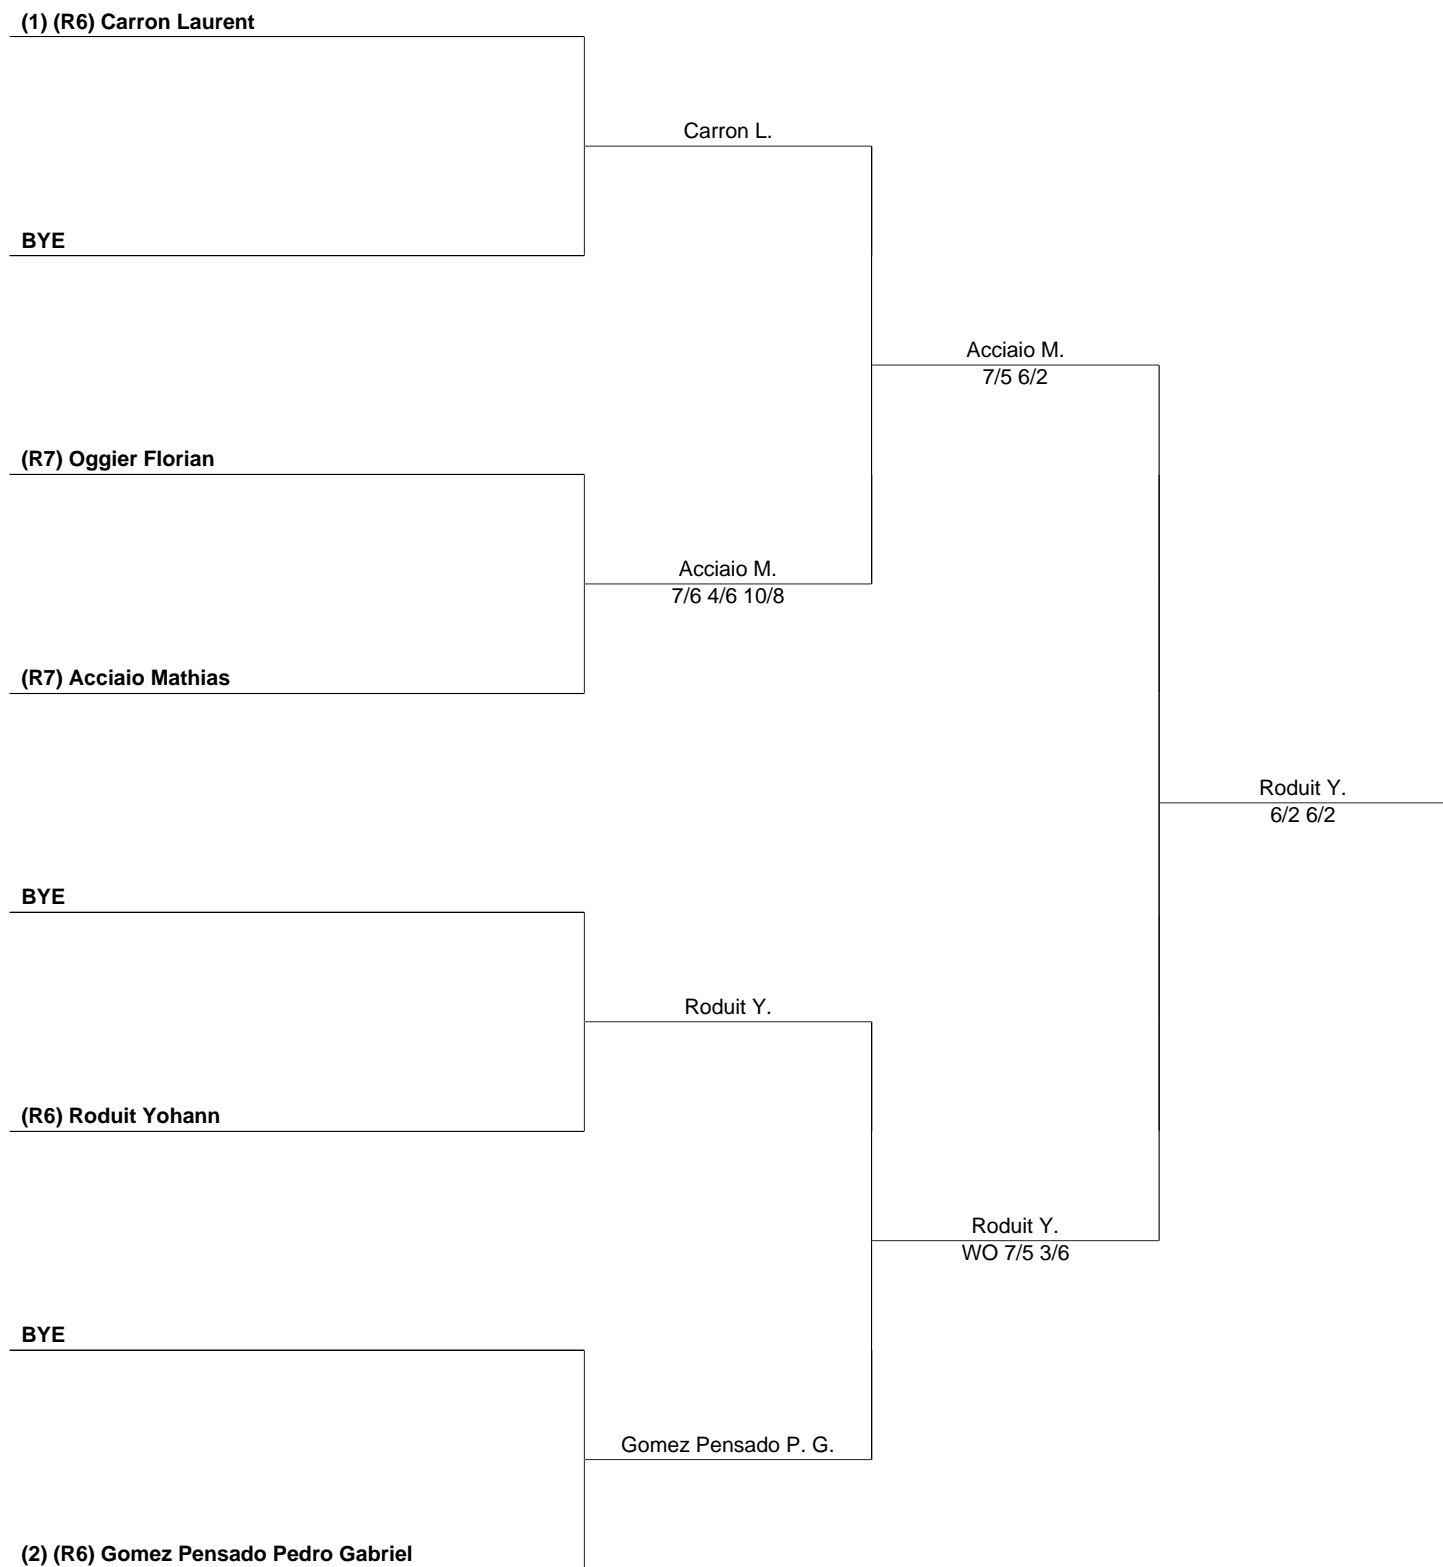 (1) (R6) Carron Laurent
Carron L.
BYE
Acciaio M.
7/5 6/2
(R7) Oggier Florian
Acciaio M.
7/6 4/6 10/8
(R7) Acciaio Mathias
Roduit Y.
6/2 6/2
BYE
Roduit Y.
(R6) Roduit Yohann
Roduit Y.
WO 7/5 3/6
BYE
Gomez Pensado P. G.
(2) (R6) Gomez Pensado Pedro Gabriel